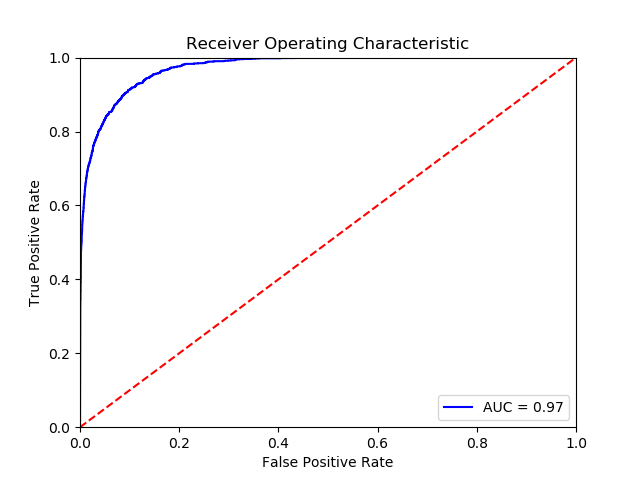 Receiver Operating Characteristic
True Positive Rate
1.0
0.8
0.6
0.4
0.2
0.0
AUC = 0.97
0.0 0.2 0.4 0.6 0.8 1.0
False Positive Rate